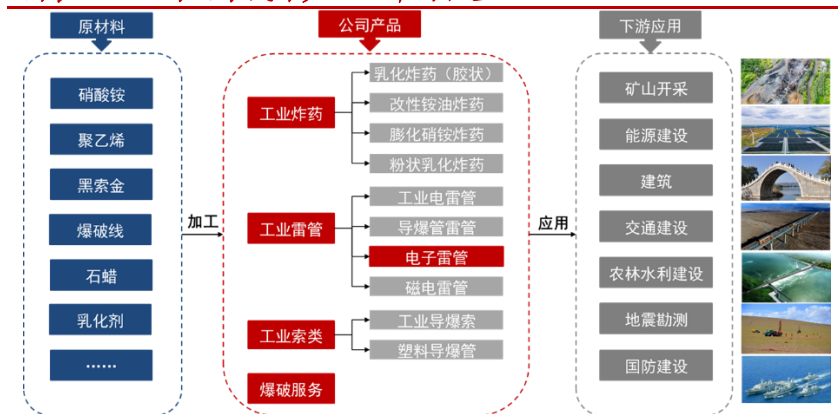 原材料
公司产品
下游应用
硝酸铵
聚乙烯
黑索金
爆破线
石蜡
乳化剂
……
加工
工业炸药
乳化炸药（胶状）
改性铵油炸药
膨化硝铵炸药
粉状乳化炸药
工业雷管
工业电雷管
导爆管雷管
电子雷管
磁电雷管
工业索类
工业导爆索
塑料导爆管
爆破服务
应用
矿山开采
能源建设
建筑
交通建设
农林水利建设
地震勘测
国防建设